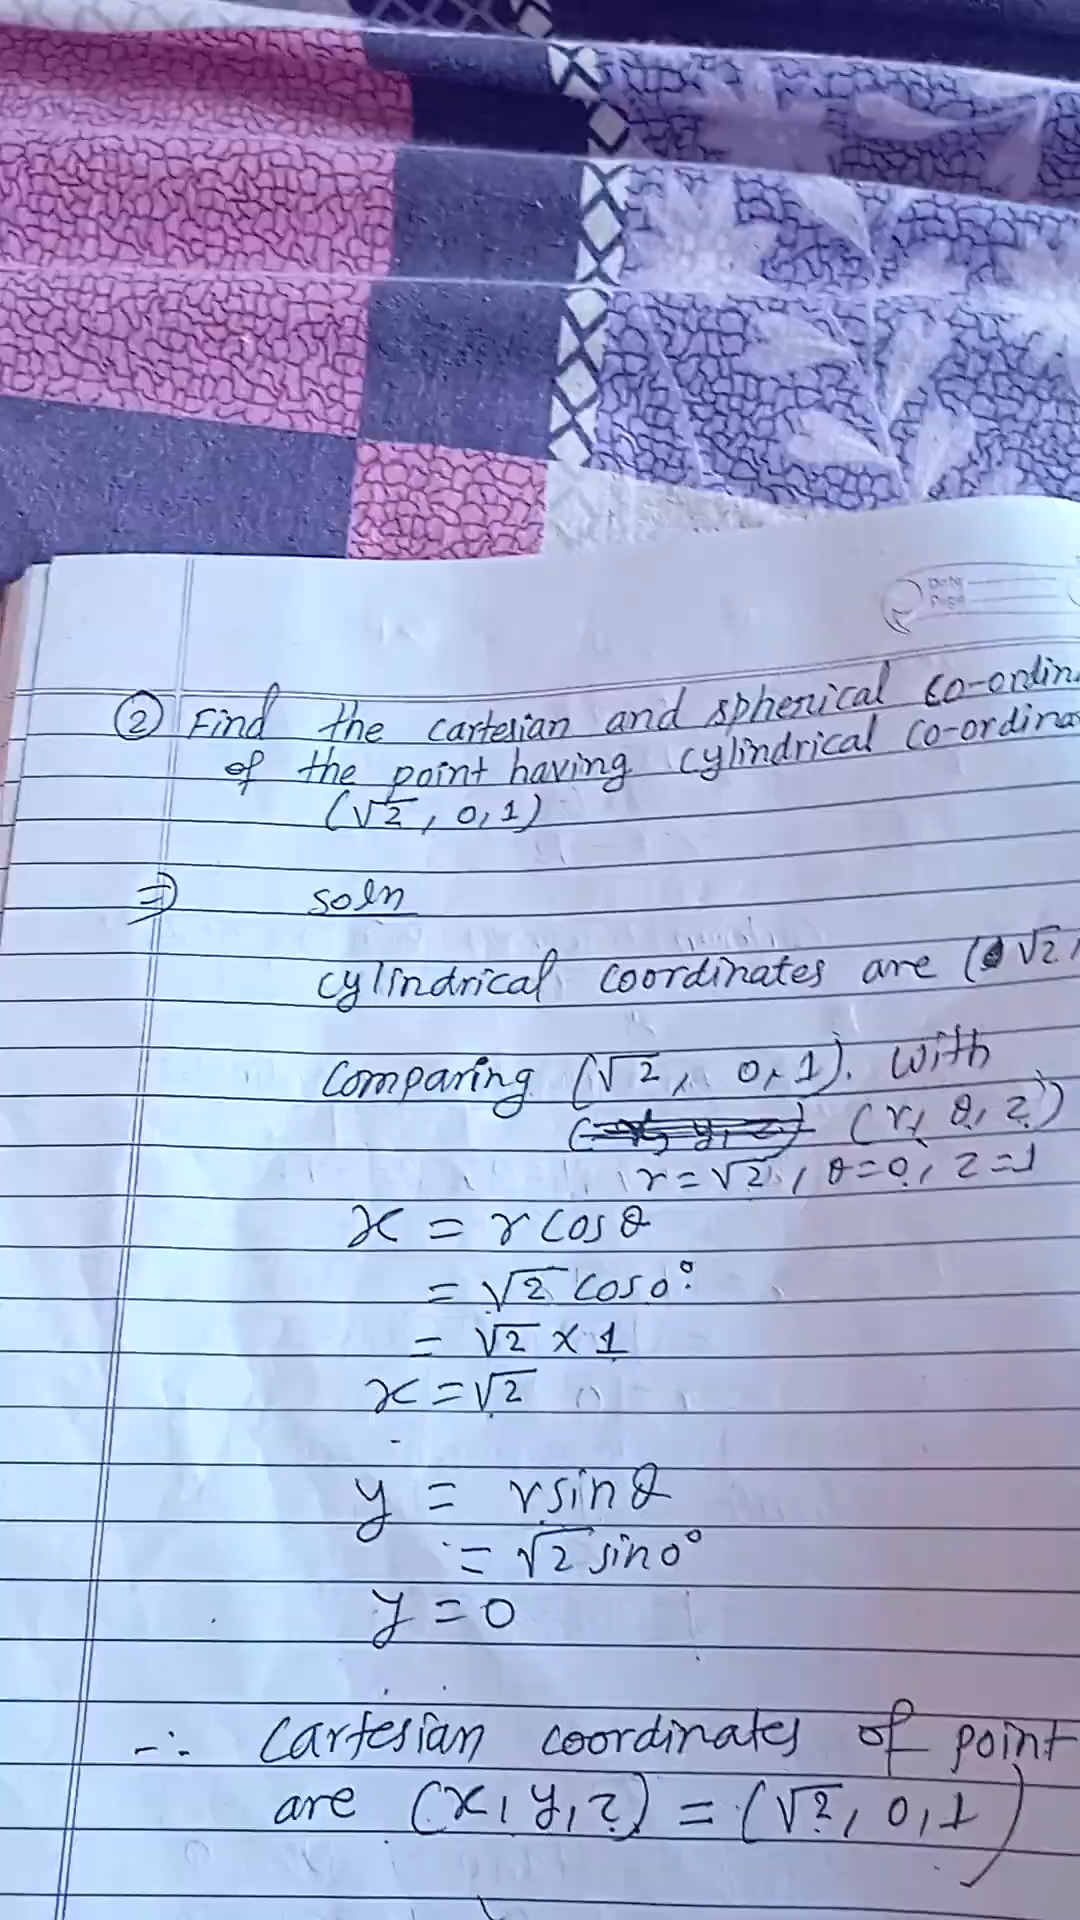 Date
Page
② Find the cartesian and spherical co-ordin
of the point having cylindrical co-ordina
(√2, 0, 1)
⇒ soln
cylindrical coordinates are (√2,
Comparing (√2, 0, 1). with
(r, θ, z)
r = √2, θ = 0, z = 1
x = r cos θ
= √2 cos 0°
= √2 × 1
x = √2
y = r sin θ
= √2 sin 0°
y = 0
∴ Cartesian coordinates of point
are (x, y, z) = (√2, 0, 1)